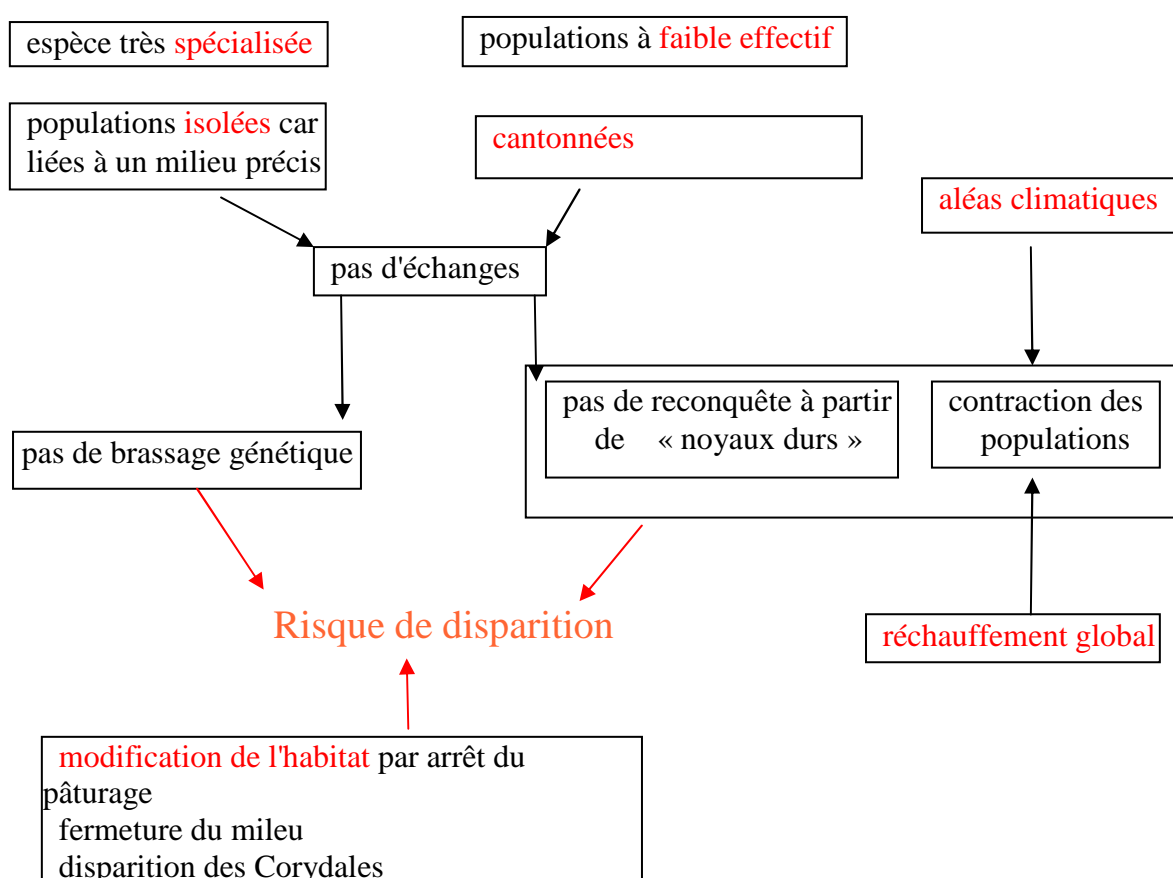 espèce très spécialisée
populations à faible effectif
populations isolées car
liées à un milieu précis
cantonnées
aléas climatiques
pas d'échanges
pas de reconquête à partir
de « noyaux durs »
contraction des
populations
pas de brassage génétique
Risque de disparition
réchauffement global
modification de l'habitat par arrêt du
pâturage
fermeture du mileu
disparition des Corydales